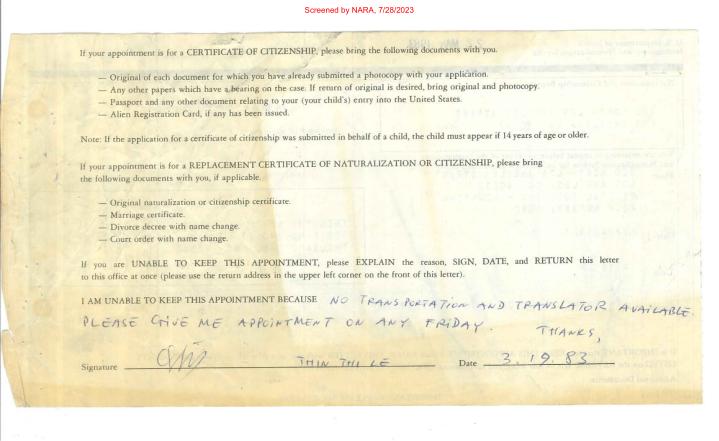 Screened by NARA, 7/28/2023
If your appointment is for a CERTIFICATE OF CITIZENSHIP, please bring the following documents with you.
— Original of each document for which you have already submitted a photocopy with your application.
— Any other papers which have a bearing on the case. If return of original is desired, bring original and photocopy.
— Passport and any other document relating to your (your child's) entry into the United States.
— Alien Registration Card, if any has been issued.
Note: If the application for a certificate of citizenship was submitted in behalf of a child, the child must appear if 14 years of age or older.
If your appointment is for a REPLACEMENT CERTIFICATE OF NATURALIZATION OR CITIZENSHIP, please bring
the following documents with you, if applicable.
— Original naturalization or citizenship certificate.
— Marriage certificate.
— Divorce decree with name change.
— Court order with name change.
If you are UNABLE TO KEEP THIS APPOINTMENT, please EXPLAIN the reason, SIGN, DATE, and RETURN this letter
to this office at once (please use the return address in the upper left corner on the front of this letter).
I AM UNABLE TO KEEP THIS APPOINTMENT BECAUSE NO TRANSPORTATION AND TRANSLATOR AVAILABLE.
PLEASE GIVE ME APPOINTMENT ON ANY FRIDAY. THANKS,
Signature THIN THI LE Date 3.19.83